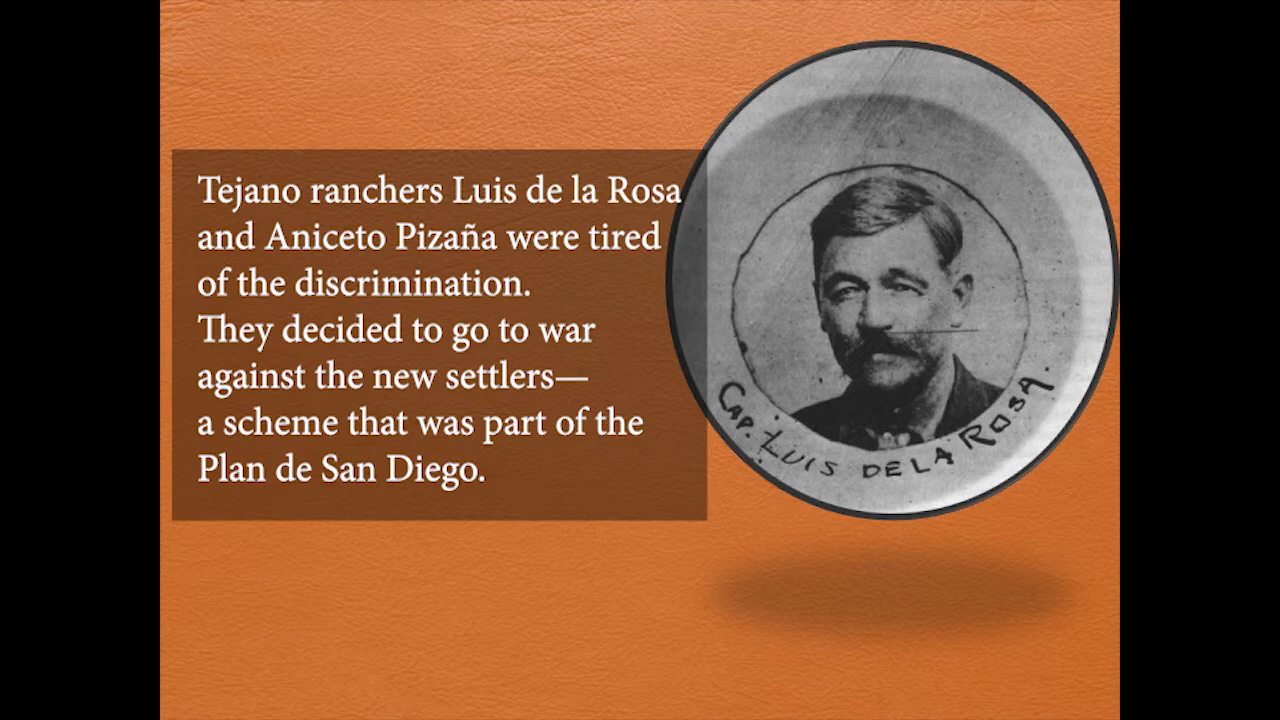 Tejano ranchers Luis de la Rosa
and Aniceto Pizaña were tired
of the discrimination.
They decided to go to war
against the new settlers—
a scheme that was part of the
Plan de San Diego.
CAP. LUIS DE LA ROSA.